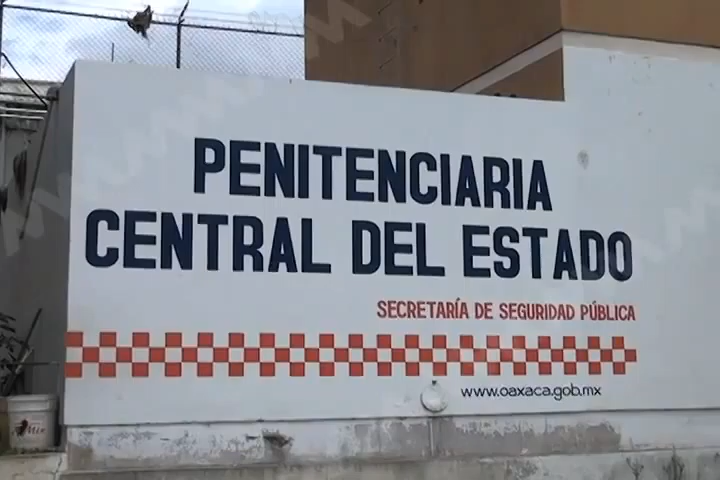 PENITENCIARIA
CENTRAL DEL ESTADO
SECRETARÍA DE SEGURIDAD PÚBLICA
www.oaxaca.gob.mx